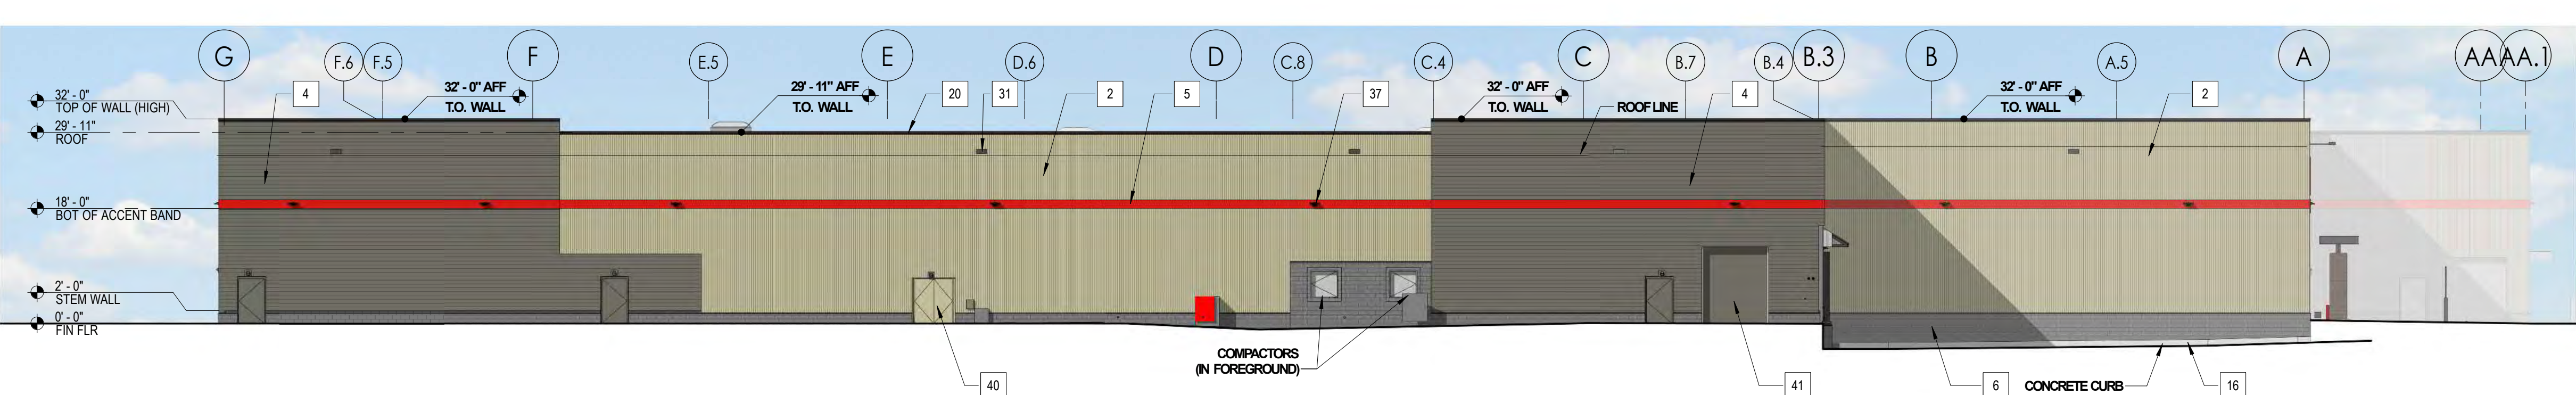 G
F.6
F.5
F
E.5
E
D.6
D
C.8
C.4
C
B.7
B.4
B.3
B
A.5
A
AA
AA.1
32' - 0"
TOP OF WALL (HIGH)
29' - 11"
ROOF
18' - 0"
BOT OF ACCENT BAND
2' - 0"
STEM WALL
0' - 0"
FIN FLR
4
32' - 0" AFF
T.O. WALL
29' - 11" AFF
T.O. WALL
20
31
2
5
37
32' - 0" AFF
T.O. WALL
ROOF LINE
4
32' - 0" AFF
T.O. WALL
2
40
COMPACTORS
(IN FOREGROUND)
41
6
CONCRETE CURB
16